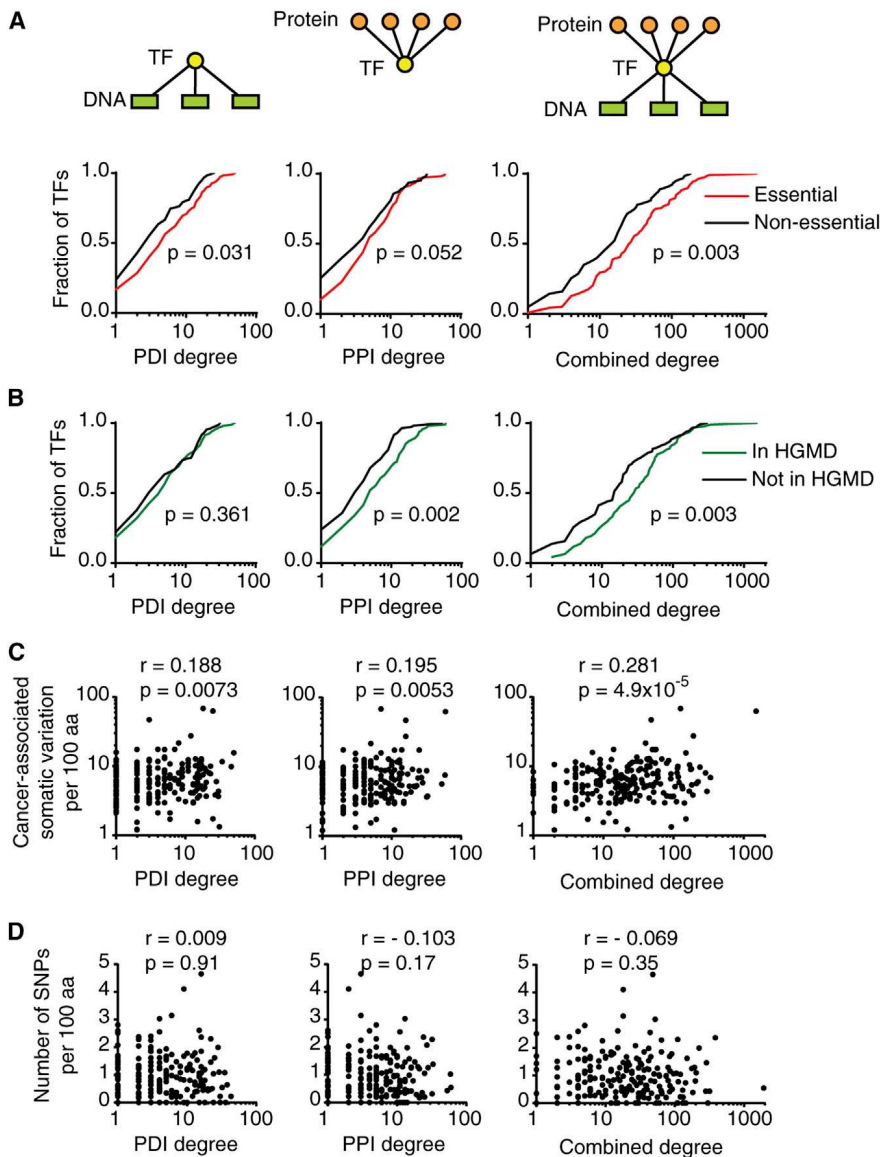 A
Protein
Protein
TF
TF
TF
DNA
DNA
Fraction of TFs
1.0
0.5
0.0
p = 0.031
1
10
100
PDI degree
1.0
0.5
0.0
p = 0.052
1
10
100
PPI degree
1.0
0.5
0.0
p = 0.003
1
10
100
1000
Combined degree
Essential
Non-essential
B
Fraction of TFs
1.0
0.5
0.0
p = 0.361
1
10
100
PDI degree
1.0
0.5
0.0
p = 0.002
1
10
100
PPI degree
1.0
0.5
0.0
p = 0.003
1
10
100
1000
Combined degree
In HGMD
Not in HGMD
C
Cancer-associated
somatic variation
per 100 aa
r = 0.188
p = 0.0073
100
10
1
1
10
100
PDI degree
r = 0.195
p = 0.0053
100
10
1
1
10
100
PPI degree
r = 0.281
p = 4.9x10⁻⁵
100
10
1
1
10
100
1000
Combined degree
D
Number of SNPs
per 100 aa
r = 0.009
p = 0.91
5
4
3
2
1
0
1
10
100
PDI degree
r = - 0.103
p = 0.17
5
4
3
2
1
0
1
10
100
PPI degree
r = - 0.069
p = 0.35
5
4
3
2
1
0
1
10
100
1000
Combined degree